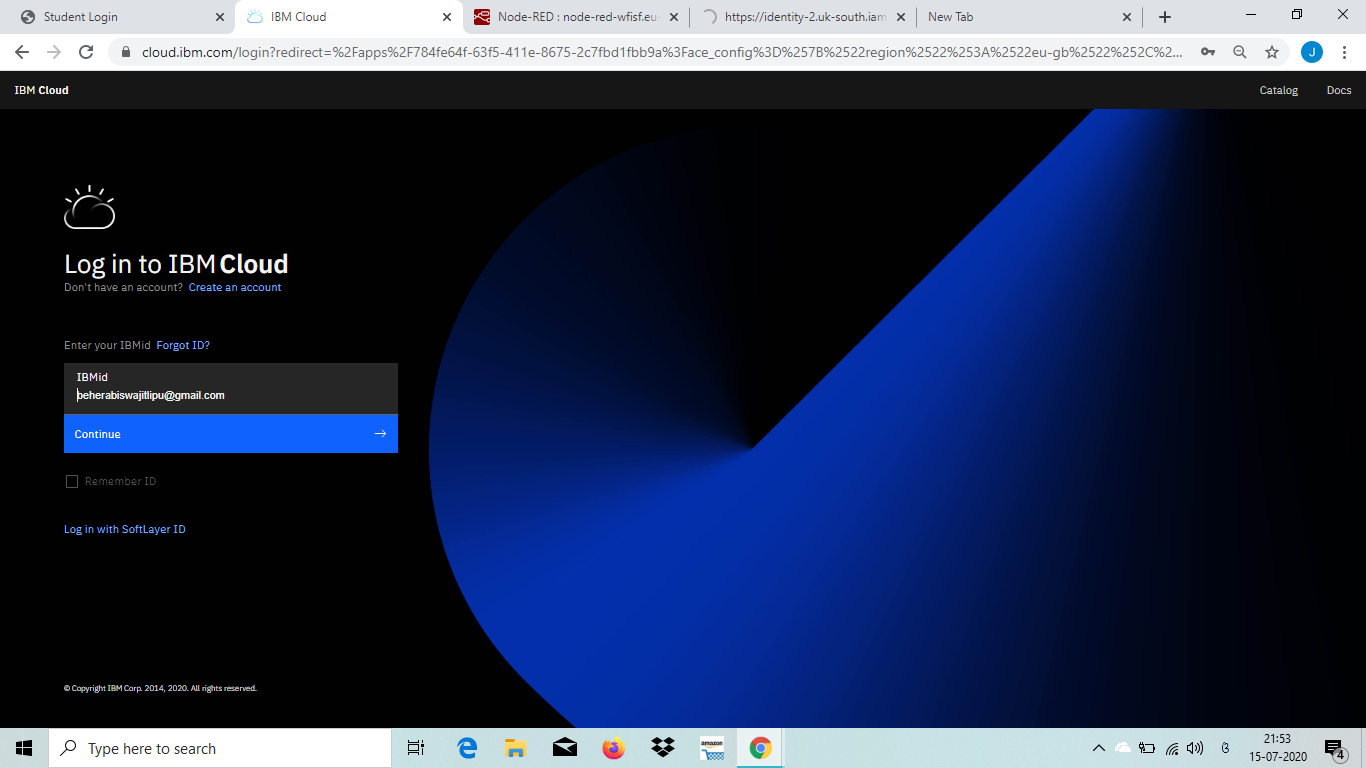 Student Login
IBM Cloud
Node-RED : node-red-wfisf.eu-
https://identity-2.uk-south.iam
New Tab
cloud.ibm.com/login?redirect=%2Fapps%2F784fe64f-63f5-411e-8675-2c7fbd1fbb9a%3Face_config%3D%257B%2522region%2522%253A%2522eu-gb%2522%252C%2...
J
IBM Cloud
Catalog
Docs
Log in to IBM Cloud
Don't have an account? Create an account
Enter your IBMid Forgot ID?
IBMid
beherabiswajitlipu@gmail.com
Continue
Remember ID
Log in with SoftLayer ID
© Copyright IBM Corp. 2014, 2020. All rights reserved.
Type here to search
amazon
21:53
15-07-2020
4